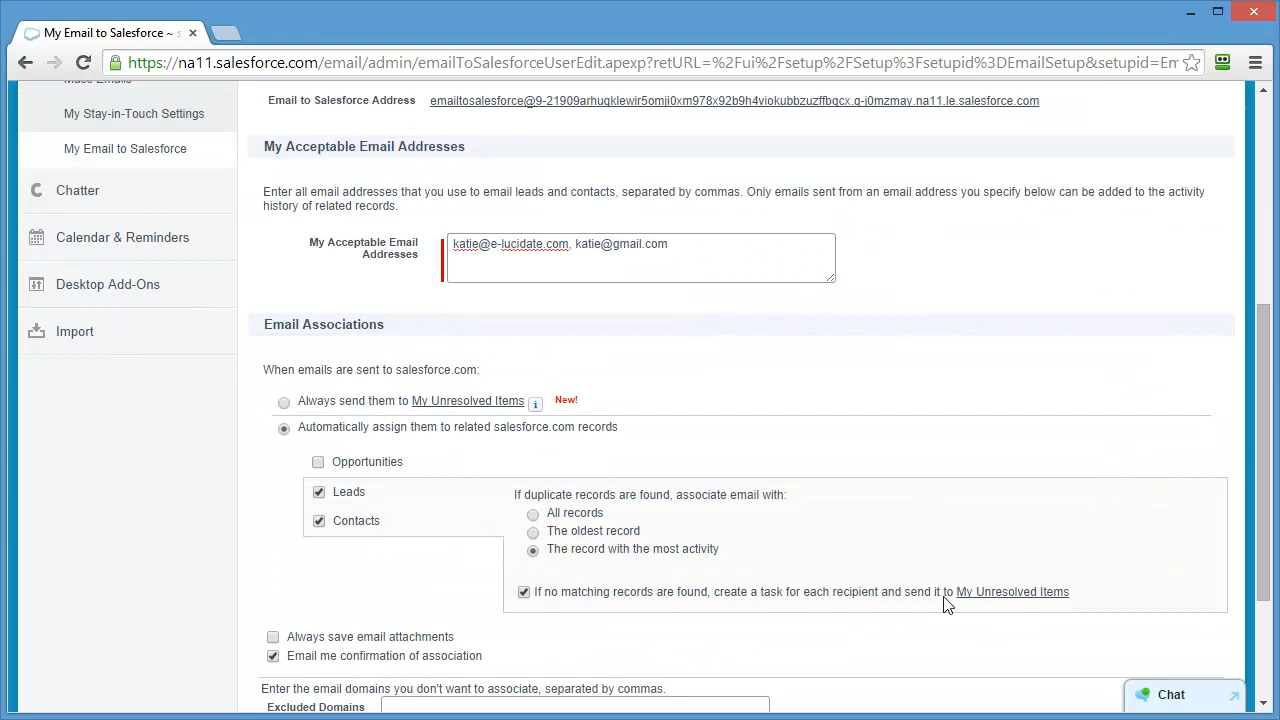 My Email to Salesforce ~ s
https://na11.salesforce.com/email/admin/emailToSalesforceUserEdit.apexp?retURL=%2Fui%2Fsetup%2FSetup%3Fsetupid%3DEmailSetup&setupid=Em
Mass Emails
My Stay-in-Touch Settings
My Email to Salesforce
Chatter
Calendar & Reminders
Desktop Add-Ons
Import
Email to Salesforce Address
My Acceptable Email Addresses
Enter all email addresses that you use to email leads and contacts, separated by commas. Only emails sent from an email address you specify below can be added to the activity
history of related records.
My Acceptable Email
Addresses
katie@e-lucidate.com, katie@gmail.com
Email Associations
When emails are sent to salesforce.com:
Always send them to My Unresolved Items i New!
Automatically assign them to related salesforce.com records
Opportunities
Leads
Contacts
If duplicate records are found, associate email with:
All records
The oldest record
The record with the most activity
If no matching records are found, create a task for each recipient and send it to My Unresolved Items
Always save email attachments
Email me confirmation of association
Enter the email domains you don't want to associate, separated by commas.
Excluded Domains
Chat